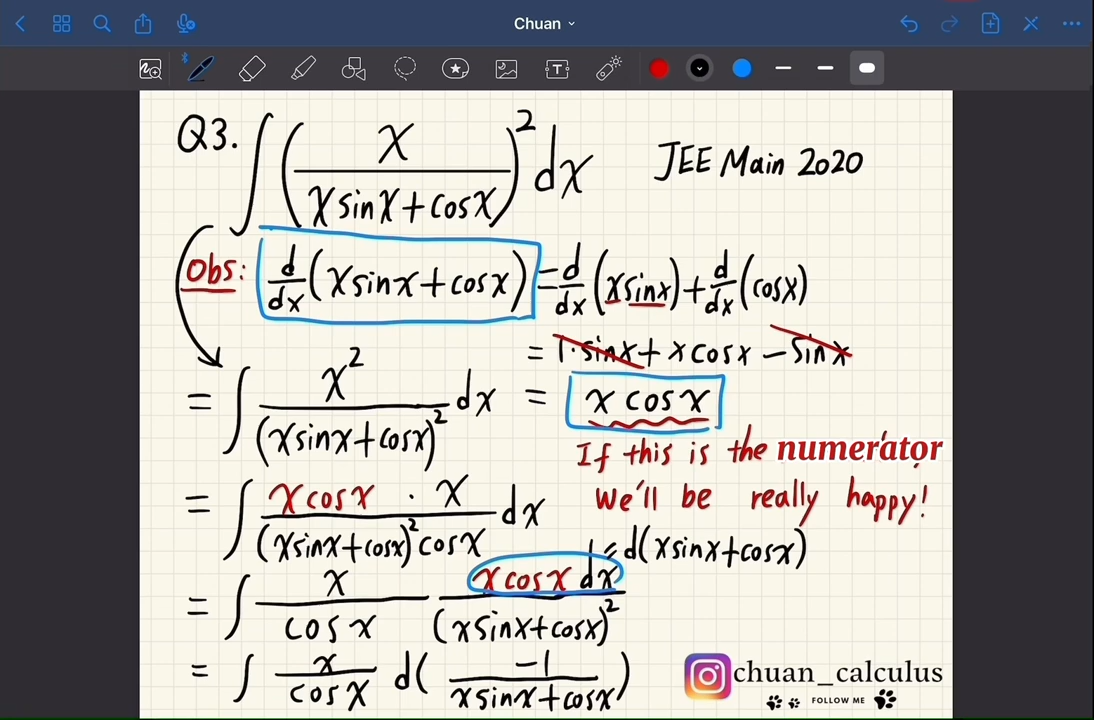 Chuan
Q3. ∫ (x / (x sin x + cos x))² dx JEE Main 2020
Obs: d/dx (x sin x + cos x) = d/dx (x sin x) + d/dx (cos x)
= 1 · sin x + x cos x − sin x
= ∫ x² / (x sin x + cos x)² dx = x cos x
If this is the numerator
We'll be really happy!
= ∫ x cos x · x / (x sin x + cos x)² cos x dx
= d(x sin x + cos x)
= ∫ x / cos x x cos x dx / (x sin x + cos x)²
= ∫ x / cos x d( −1 / x sin x + cos x )
chuan_calculus
FOLLOW ME